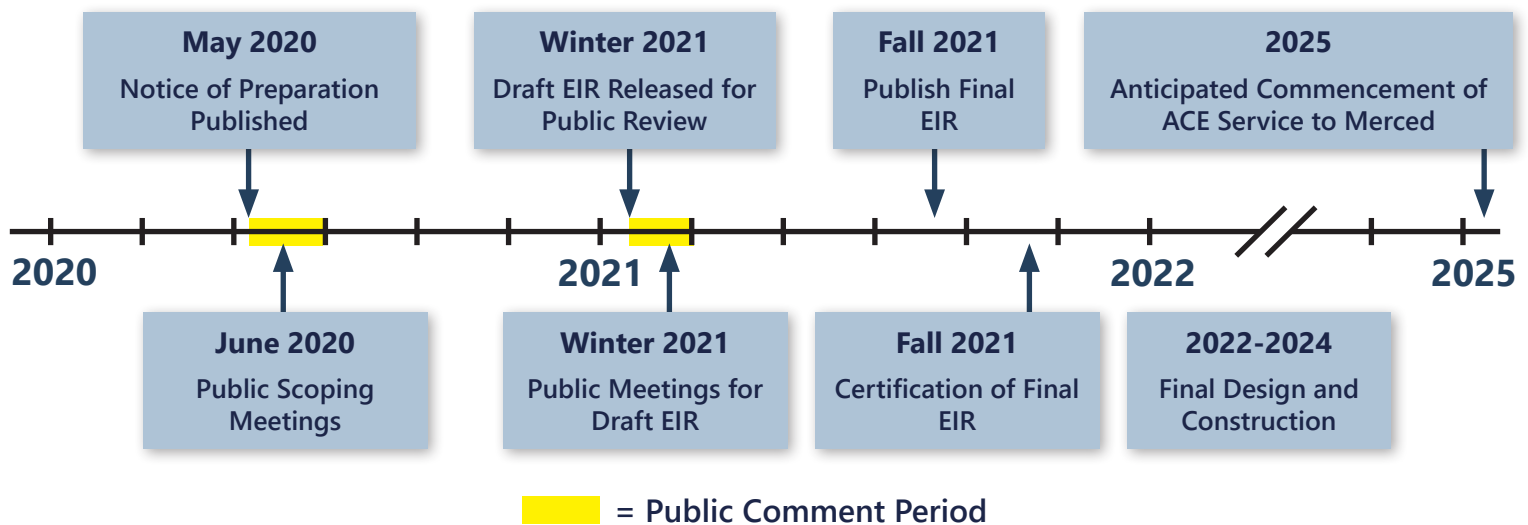 May 2020
Notice of Preparation
Published
Winter 2021
Draft EIR Released for
Public Review
Fall 2021
Publish Final
EIR
2025
Anticipated Commencement of
ACE Service to Merced
2020
2021
2022
2025
June 2020
Public Scoping
Meetings
Winter 2021
Public Meetings for
Draft EIR
Fall 2021
Certification of Final
EIR
2022-2024
Final Design and
Construction
= Public Comment Period